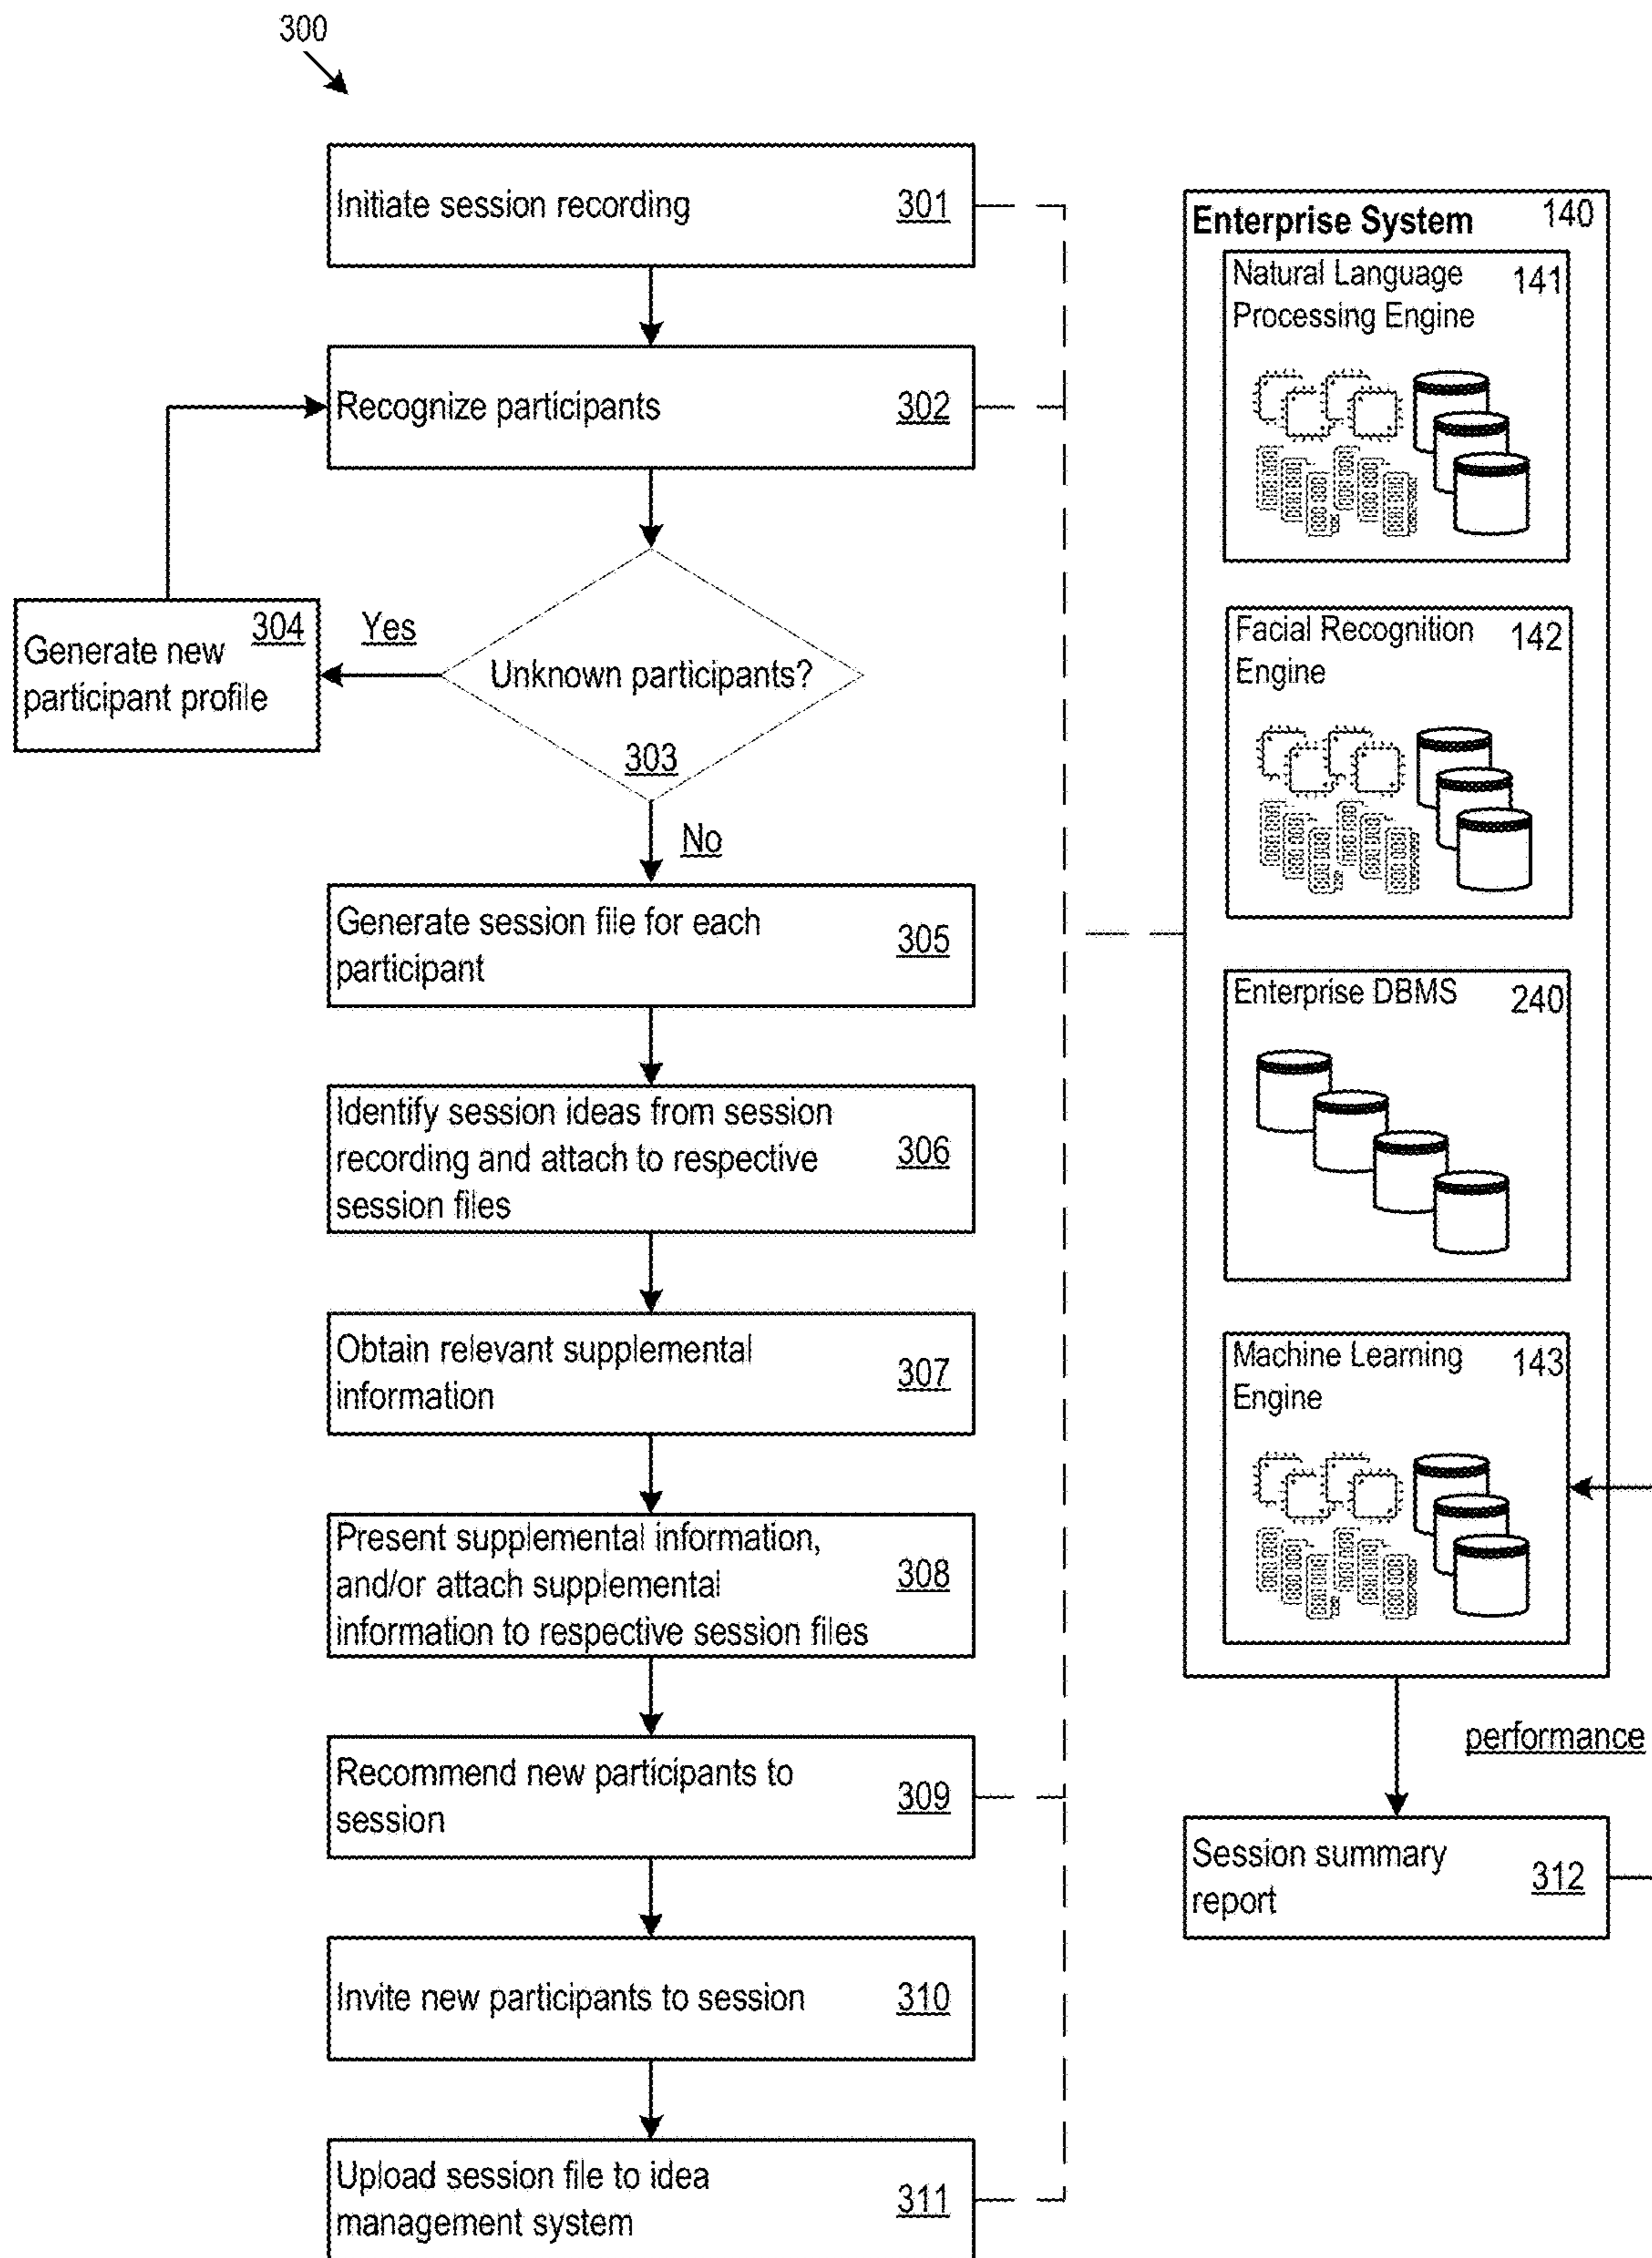 300
Initiate session recording 301
Recognize participants 302
Generate new 304
participant profile
Yes
Unknown participants?
303
No
Generate session file for each
participant 305
Identify session ideas from session
recording and attach to respective 306
session files
Obtain relevant supplemental
information 307
Present supplemental information,
and/or attach supplemental 308
information to respective session files
Recommend new participants to
session 309
Invite new participants to session 310
Upload session file to idea
management system 311
Enterprise System 140
Natural Language 141
Processing Engine
Facial Recognition 142
Engine
Enterprise DBMS 240
Machine Learning 143
Engine
performance
Session summary
report 312